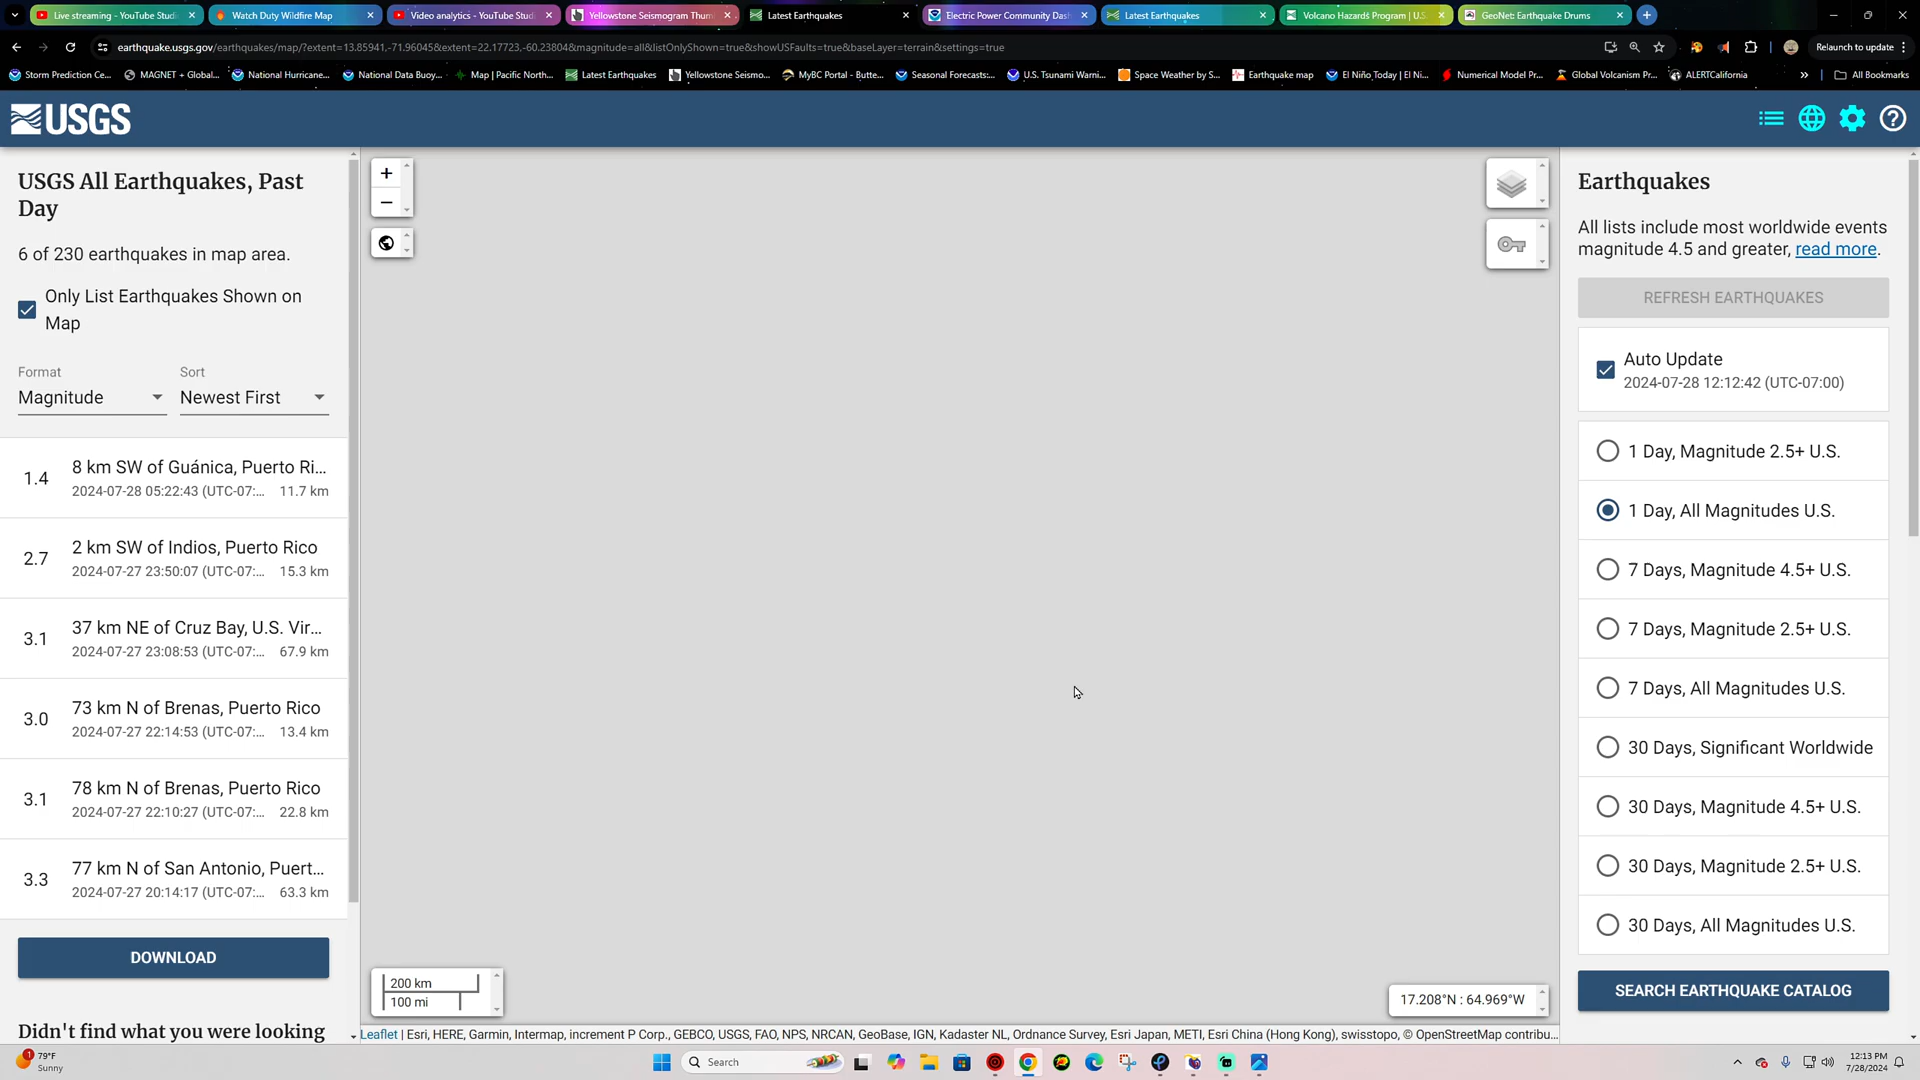 Live streaming - YouTube Studi
Watch Duty Wildfire Map
Video analytics - YouTube Studi
Yellowstone Seismogram Thum
Latest Earthquakes
Electric Power Community Das
Latest Earthquakes
Volcano Hazards Program | U.S.
GeoNet: Earthquake Drums
earthquake.usgs.gov/earthquakes/map/?extent=13.85941,-71.96045&extent=22.17723,-60.23804&magnitude=all&listOnlyShown=true&showUSFaults=true&baseLayer=terrain&settings=true
Relaunch to update
Storm Prediction Ce...
MAGNET + Global...
National Hurricane...
National Data Buoy...
Map | Pacific North...
Latest Earthquakes
Yellowstone Seismo...
MyBC Portal - Butte...
Seasonal Forecasts:...
U.S. Tsunami Warni...
Space Weather by S...
Earthquake map
El Niño Today | El Ni...
Numerical Model Pr...
Global Volcanism Pr...
ALERTCalifornia
All Bookmarks
USGS
USGS All Earthquakes, Past
Day
6 of 230 earthquakes in map area.
Only List Earthquakes Shown on
Map
Format
Sort
Magnitude
Newest First
1.4
8 km SW of Guánica, Puerto Ri...
2024-07-28 05:22:43 (UTC-07:...
11.7 km
2.7
2 km SW of Indios, Puerto Rico
2024-07-27 23:50:07 (UTC-07:...
15.3 km
3.1
37 km NE of Cruz Bay, U.S. Vir...
2024-07-27 23:08:53 (UTC-07:...
67.9 km
3.0
73 km N of Brenas, Puerto Rico
2024-07-27 22:14:53 (UTC-07:...
13.4 km
3.1
78 km N of Brenas, Puerto Rico
2024-07-27 22:10:27 (UTC-07:...
22.8 km
3.3
77 km N of San Antonio, Puert...
2024-07-27 20:14:17 (UTC-07:...
63.3 km
DOWNLOAD
Didn't find what you were looking
+
−
200 km
100 mi
17.208°N : 64.969°W
Leaflet | Esri, HERE, Garmin, Intermap, increment P Corp., GEBCO, USGS, FAO, NPS, NRCAN, GeoBase, IGN, Kadaster NL, Ordnance Survey, Esri Japan, METI, Esri China (Hong Kong), swisstopo, © OpenStreetMap contribu...
Earthquakes
All lists include most worldwide events
magnitude 4.5 and greater, read more.
REFRESH EARTHQUAKES
Auto Update
2024-07-28 12:12:42 (UTC-07:00)
1 Day, Magnitude 2.5+ U.S.
1 Day, All Magnitudes U.S.
7 Days, Magnitude 4.5+ U.S.
7 Days, Magnitude 2.5+ U.S.
7 Days, All Magnitudes U.S.
30 Days, Significant Worldwide
30 Days, Magnitude 4.5+ U.S.
30 Days, Magnitude 2.5+ U.S.
30 Days, All Magnitudes U.S.
SEARCH EARTHQUAKE CATALOG
1
79°F
Sunny
Search
12:13 PM
7/28/2024